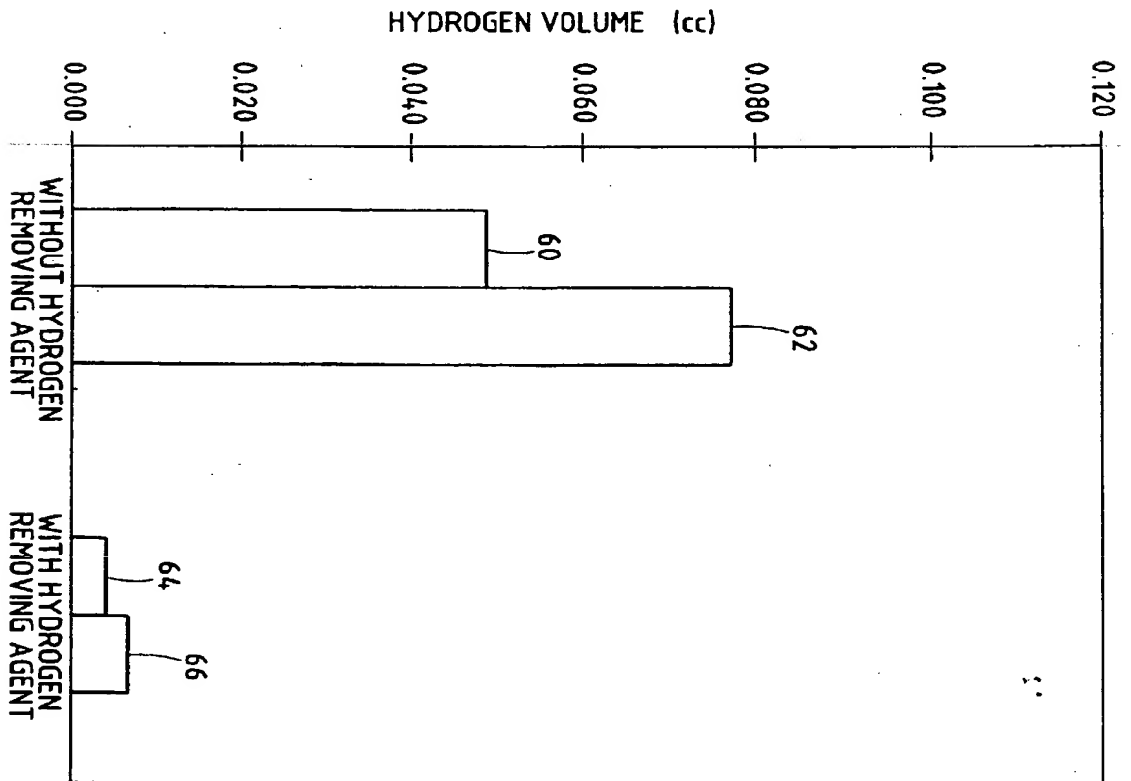 HYDROGEN VOLUME (cc)
0.120
0.100
0.080
0.060
0.040
0.020
0.000
60
62
64
66
WITHOUT HYDROGEN
REMOVING AGENT
WITH HYDROGEN
REMOVING AGENT